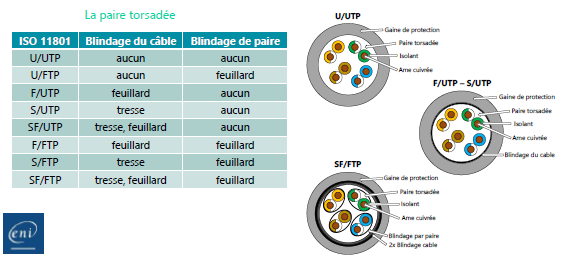 La paire torsadée
ISO 11801 Blindage du câble Blindage de paire
U/UTP aucun aucun
U/FTP aucun feuillard
F/UTP feuillard aucun
S/UTP tresse aucun
SF/UTP tresse, feuillard aucun
F/FTP feuillard feuillard
S/FTP tresse feuillard
SF/FTP tresse, feuillard feuillard
eni
U/UTP
Gaine de protection
Paire torsadée
Isolant
Ame cuivrée
F/UTP – S/UTP
Gaine de protection
Paire torsadée
Isolant
Ame cuivrée
Blindage du cable
SF/FTP
Gaine de protection
Paire torsadée
Isolant
Ame cuivrée
Blindage par paire
2x Blindage cable